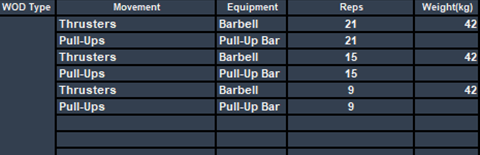 WOD Type Movement Equipment Reps Weight(kg)
Thrusters Barbell 21 42
Pull-Ups Pull-Up Bar 21
Thrusters Barbell 15 42
Pull-Ups Pull-Up Bar 15
Thrusters Barbell 9 42
Pull-Ups Pull-Up Bar 9